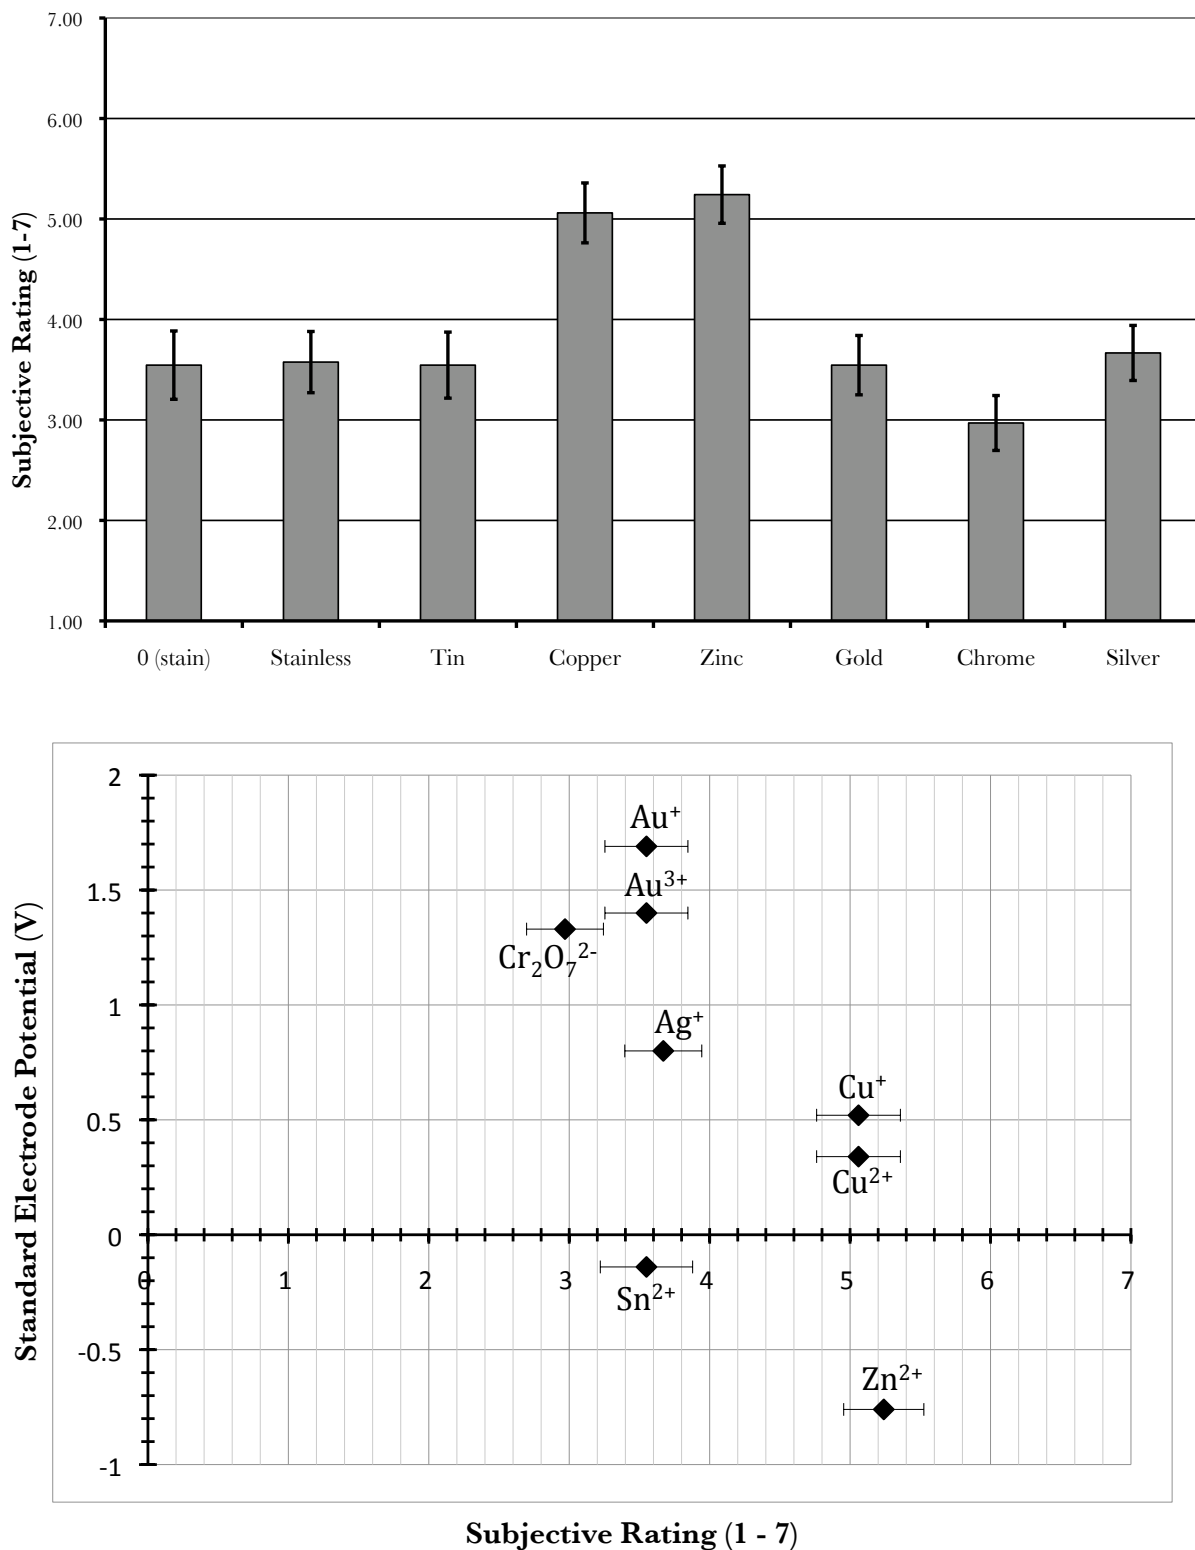 7.00
6.00
5.00
4.00
3.00
2.00
1.00
Subjective Rating (1-7)
0 (stain) Stainless Tin Copper Zinc Gold Chrome Silver
2
1.5
1
0.5
0
-0.5
-1
Standard Electrode Potential (V)
Au⁺
Au³⁺
Cr₂O₇²⁻
Ag⁺
Cu⁺
Cu²⁺
0 1 2 3 4 5 6 7
Sn²⁺
Zn²⁺
Subjective Rating (1 - 7)